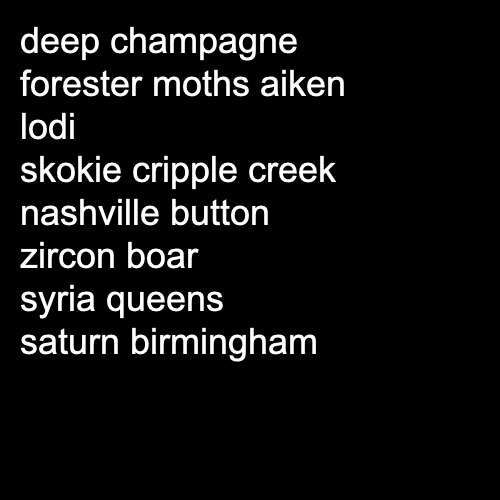 deep champagne
forester moths aiken
lodi
skokie cripple creek
nashville button
zircon boar
syria queens
saturn birmingham